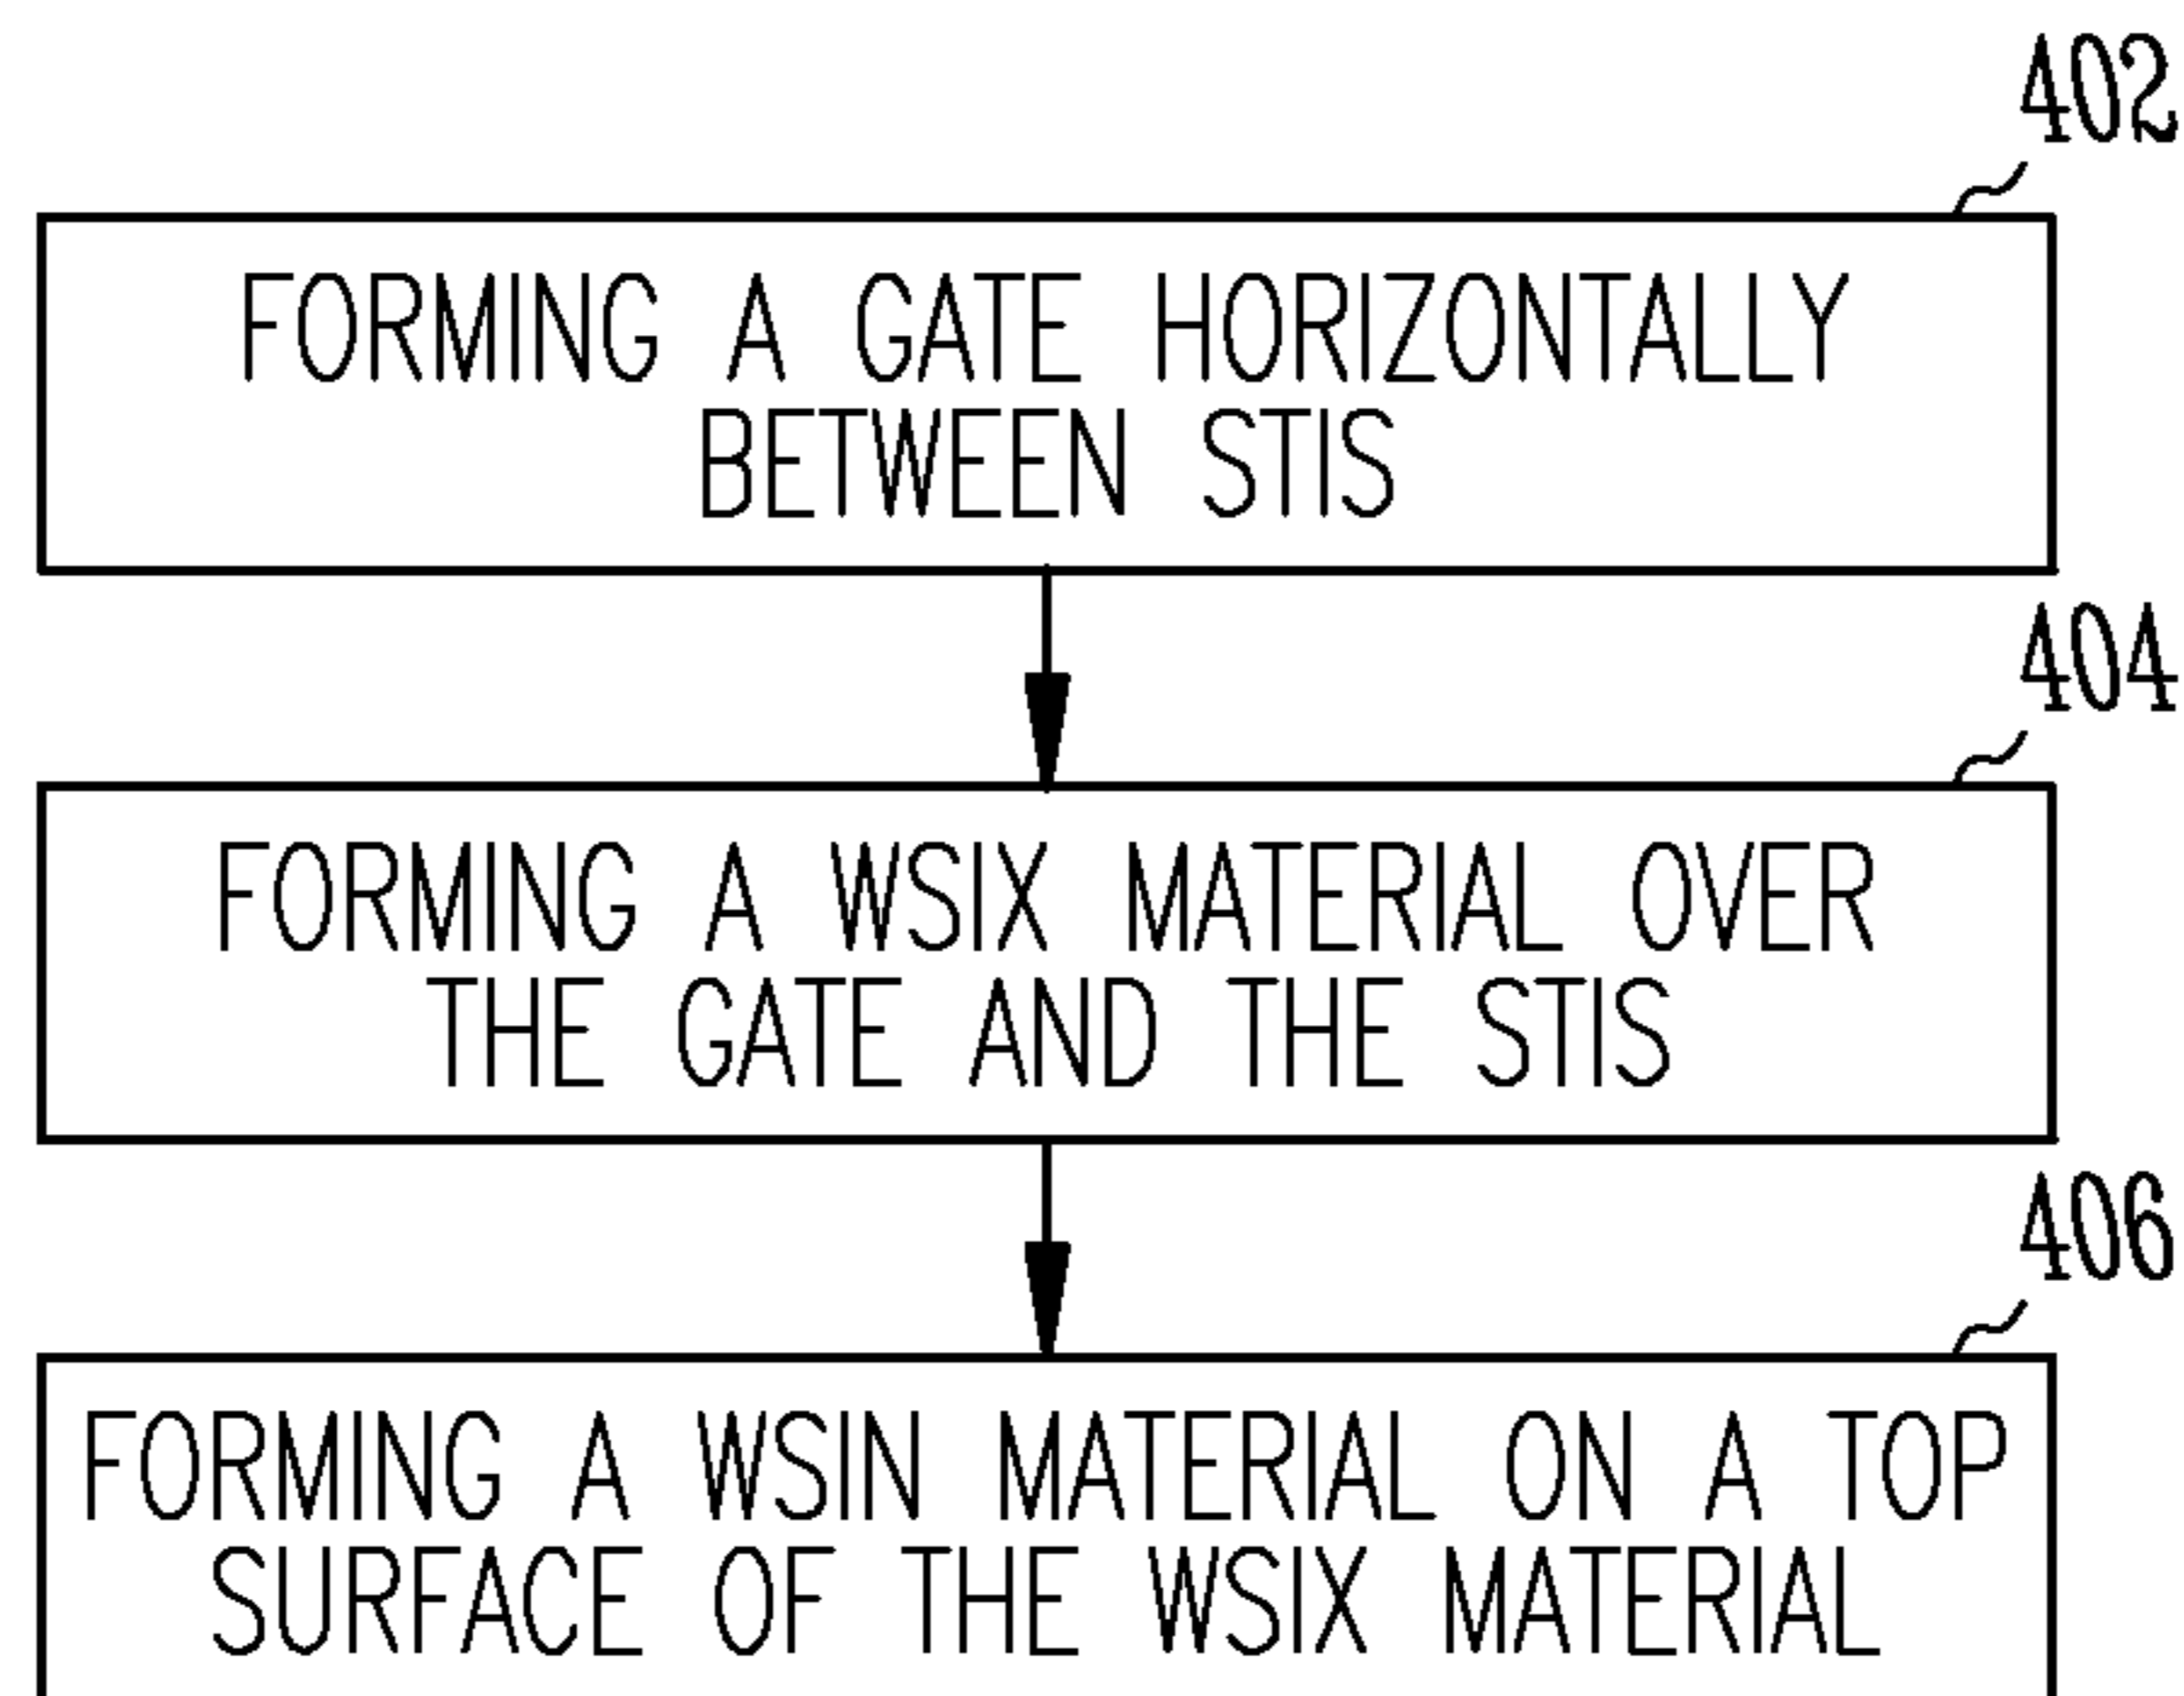 402
FORMING A GATE HORIZONTALLY
BETWEEN STIS
404
FORMING A WSIX MATERIAL OVER
THE GATE AND THE STIS
406
FORMING A WSIN MATERIAL ON A TOP
SURFACE OF THE WSIX MATERIAL